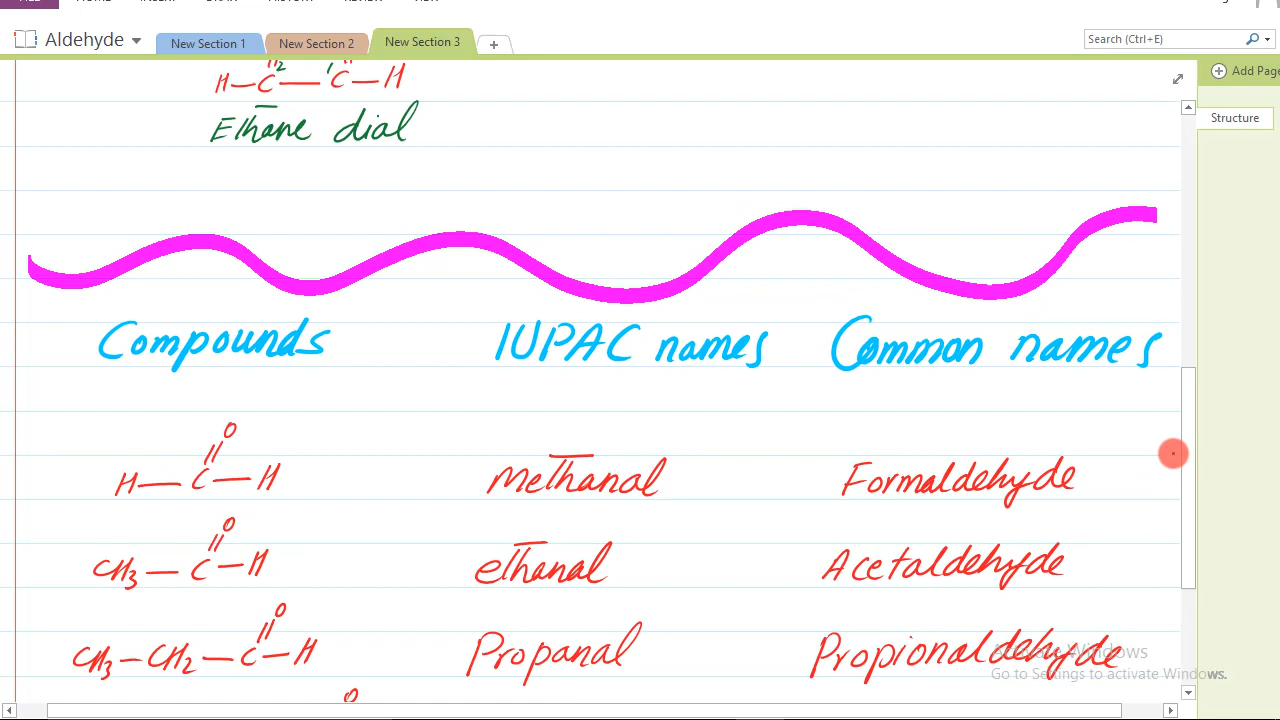 Aldehyde
New Section 1
New Section 2
New Section 3
Search (Ctrl+E)
Add Page
Structure
H—C—C—H
2 1
Ethane dial
Compounds IUPAC names Common names
O
H—C—H Methanal Formaldehyde
O
CH3—C—H ethanal Acetaldehyde
O
CH3—CH2—C—H Propanal Propionaldehyde
O
Activate Windows
Go to Settings to activate Windows.